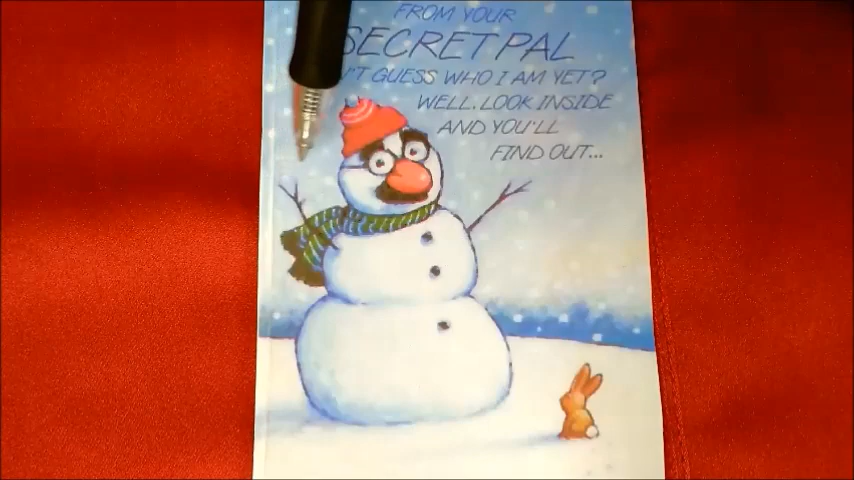 FROM YOUR
SECRET PAL
'T GUESS WHO I AM YET?
WELL, LOOK INSIDE
AND YOU'LL
FIND OUT...